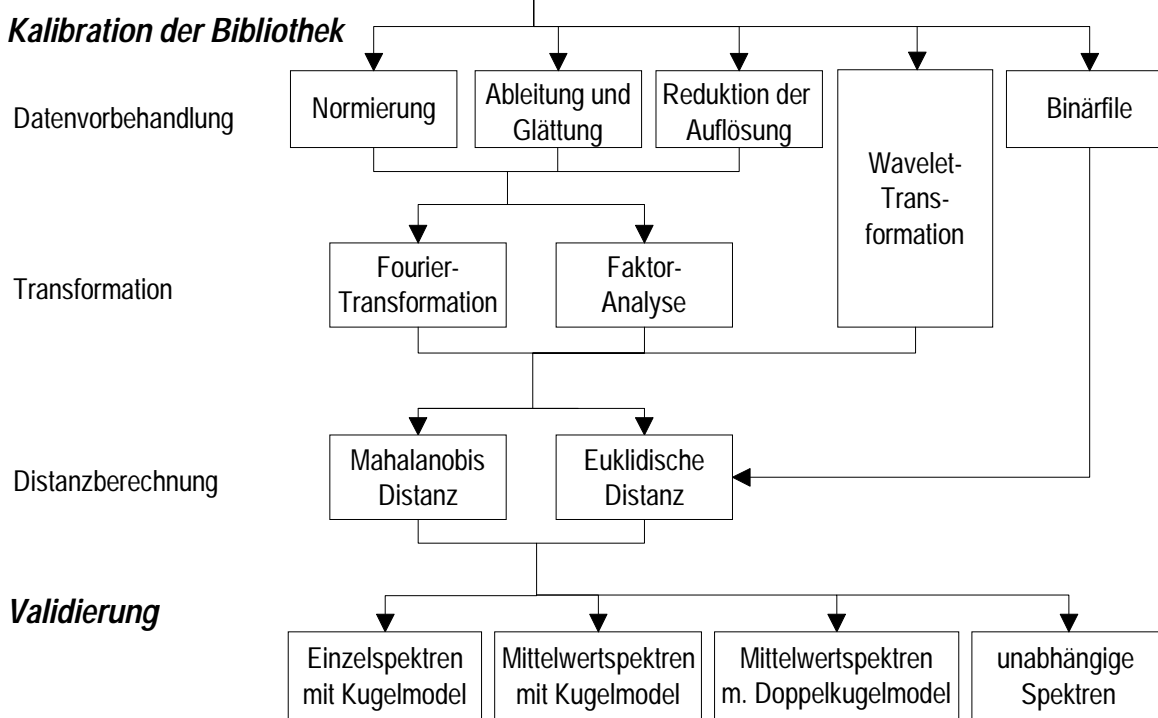 Kalibration der Bibliothek
Datenvorbehandlung
Normierung
Ableitung und
Glättung
Reduktion der
Auflösung
Wavelet-
Trans-
formation
Binärfile
Transformation
Fourier-
Transformation
Faktor-
Analyse
Distanzberechnung
Mahalanobis
Distanz
Euklidische
Distanz
Validierung
Einzelspektren
mit Kugelmodel
Mittelwertspektren
mit Kugelmodel
Mittelwertspektren
m. Doppelkugelmodel
unabhängige
Spektren